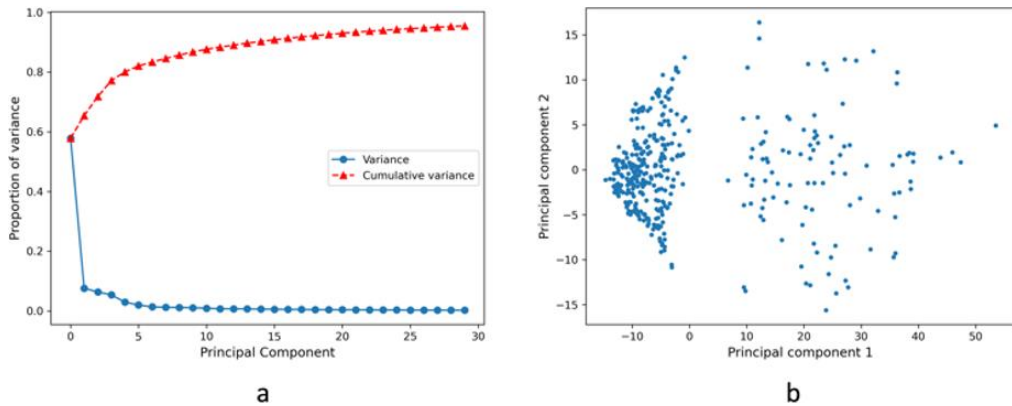 1.0
0.8
0.6
0.4
0.2
0.0
Proportion of variance
Variance
Cumulative variance
0 5 10 15 20 25 30
Principal Component
a
15
10
5
0
−5
−10
−15
Principal component 2
−10 0 10 20 30 40 50
Principal component 1
b